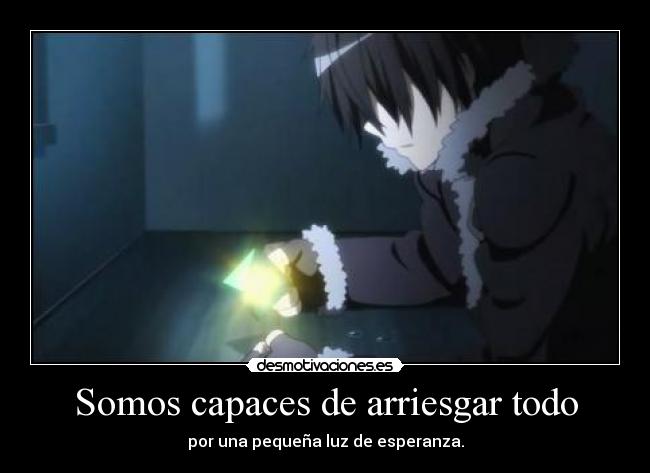 desmotivaciones.es
Somos capaces de arriesgar todo
por una pequeña luz de esperanza.